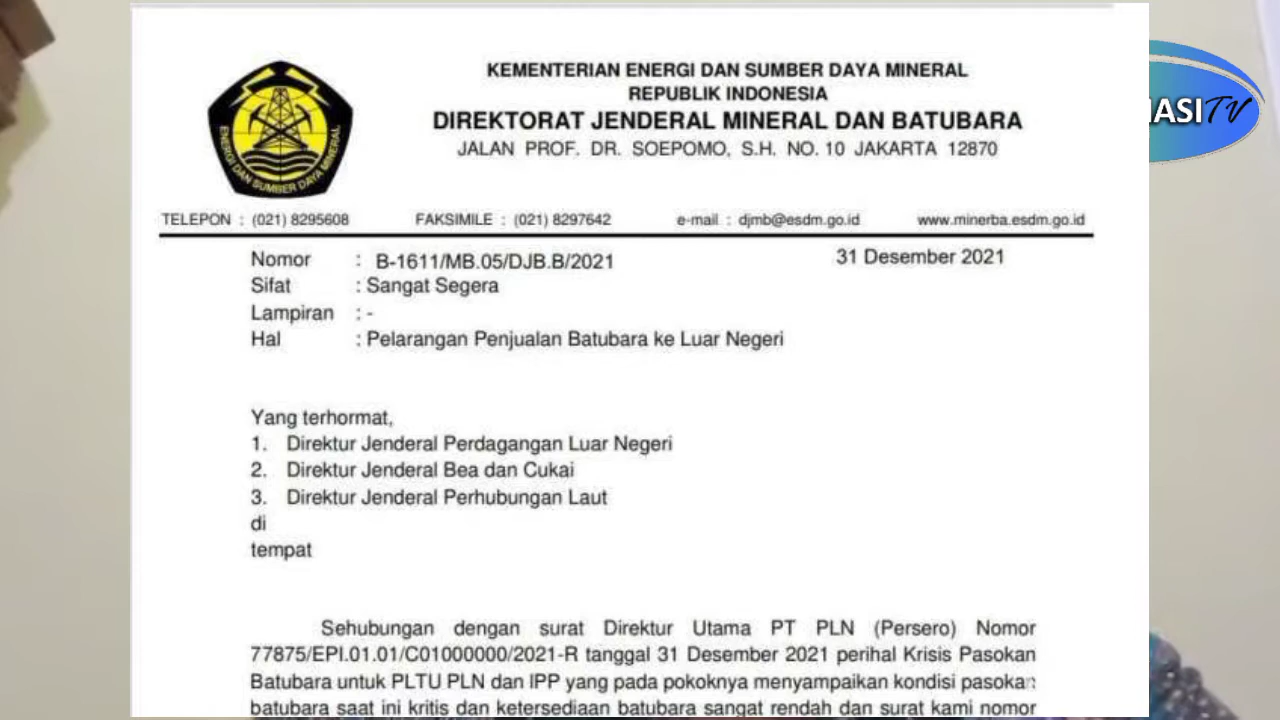 KEMENTERIAN ENERGI DAN SUMBER DAYA MINERAL
REPUBLIK INDONESIA
DIREKTORAT JENDERAL MINERAL DAN BATUBARA
JALAN PROF. DR. SOEPOMO, S.H. NO. 10 JAKARTA 12870
ENERGI DAN SUMBER DAYA MINERAL
ASI TV
TELEPON : (021) 8295608 FAKSIMILE : (021) 8297642 e-mail : djmb@esdm.go.id www.minerba.esdm.go.id
Nomor : B-1611/MB.05/DJB.B/2021 31 Desember 2021
Sifat : Sangat Segera
Lampiran : -
Hal : Pelarangan Penjualan Batubara ke Luar Negeri
Yang terhormat,
1. Direktur Jenderal Perdagangan Luar Negeri
2. Direktur Jenderal Bea dan Cukai
3. Direktur Jenderal Perhubungan Laut
di
tempat
Sehubungan dengan surat Direktur Utama PT PLN (Persero) Nomor
77875/EPI.01.01/C01000000/2021-R tanggal 31 Desember 2021 perihal Krisis Pasokan
Batubara untuk PLTU PLN dan IPP yang pada pokoknya menyampaikan kondisi pasoka
batubara saat ini kritis dan ketersediaan batubara sangat rendah dan surat kami nomor